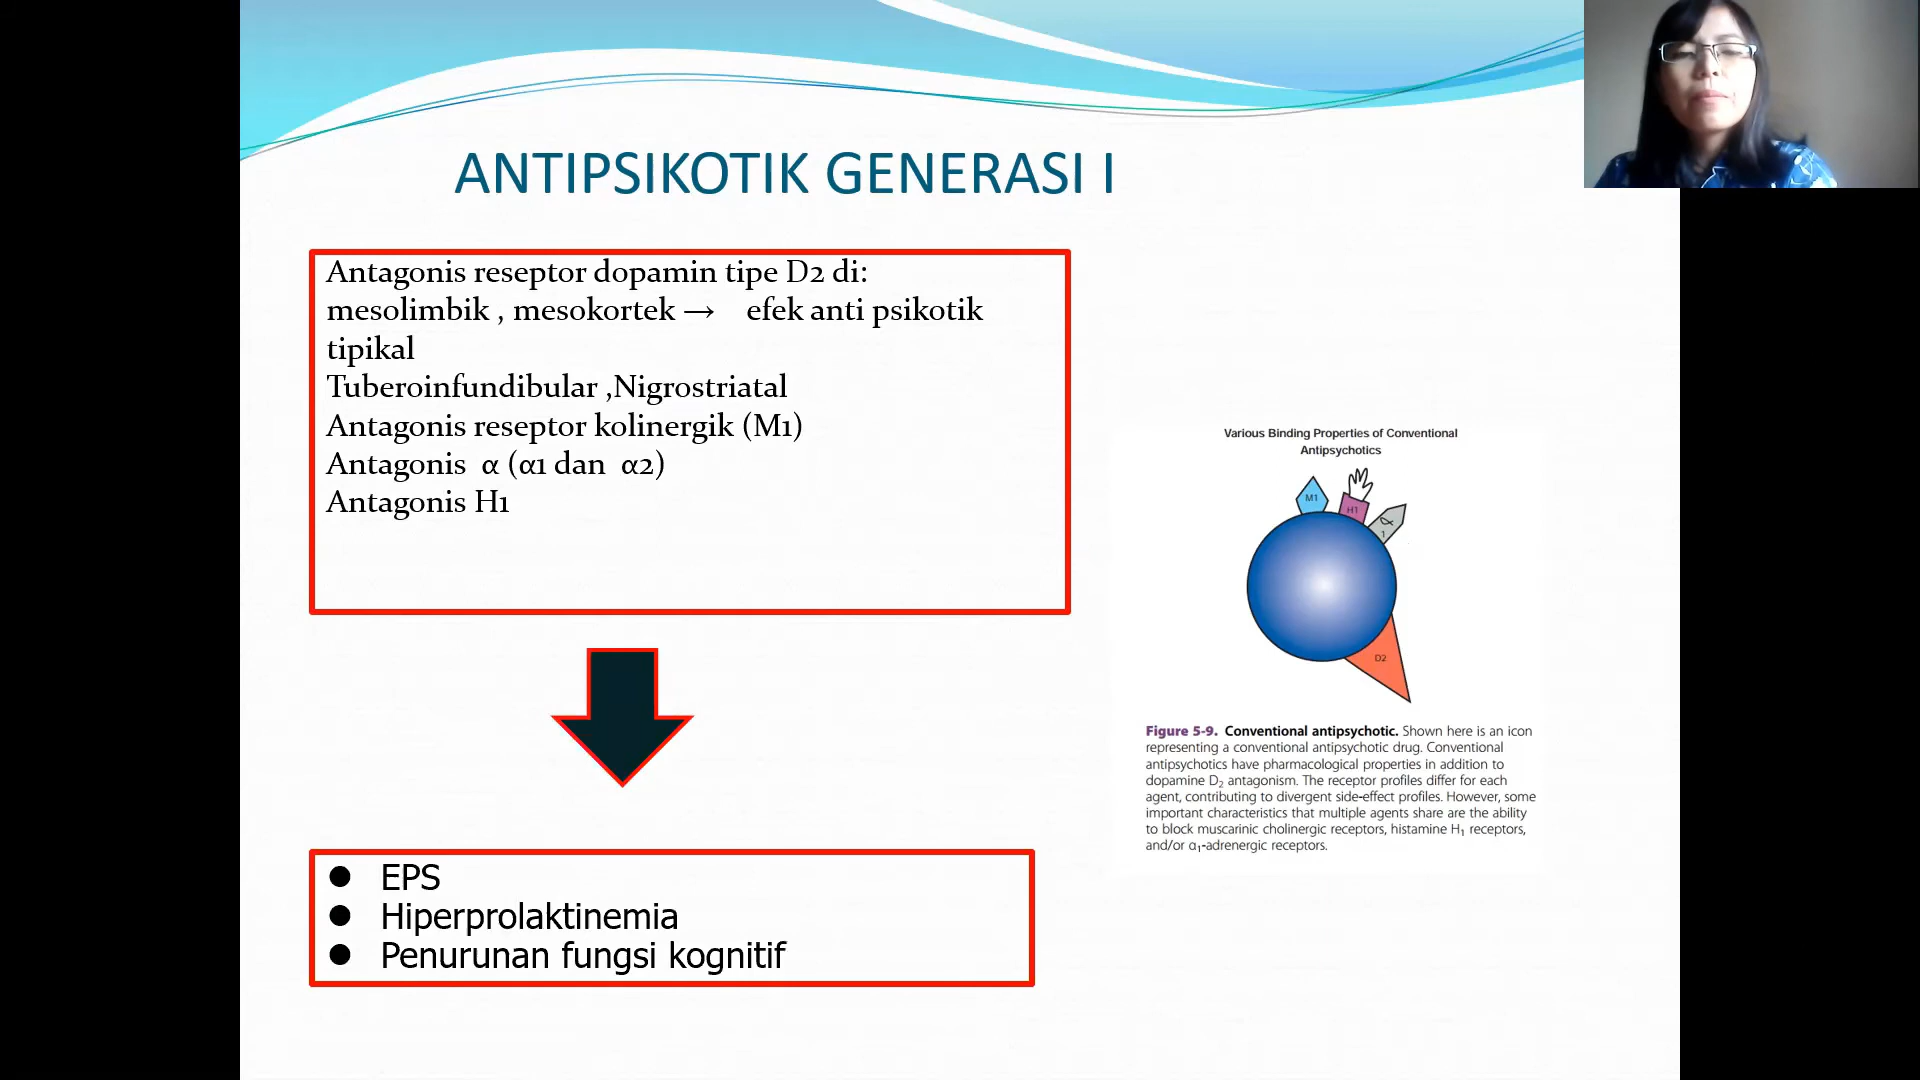 ANTIPSIKOTIK GENERASI I
Antagonis reseptor dopamin tipe D2 di:
mesolimbik , mesokortek → efek anti psikotik
tipikal
Tuberoinfundibular ,Nigrostriatal
Antagonis reseptor kolinergik (M1)
Antagonis α (α1 dan α2)
Antagonis H1
EPS
Hiperprolaktinemia
Penurunan fungsi kognitif
Various Binding Properties of Conventional
Antipsychotics
M1
H1
α
1
D2
Figure 5-9. Conventional antipsychotic. Shown here is an icon
representing a conventional antipsychotic drug. Conventional
antipsychotics have pharmacological properties in addition to
dopamine D₂ antagonism. The receptor profiles differ for each
agent, contributing to divergent side-effect profiles. However, some
important characteristics that multiple agents share are the ability
to block muscarinic cholinergic receptors, histamine H₁ receptors,
and/or α₁-adrenergic receptors.